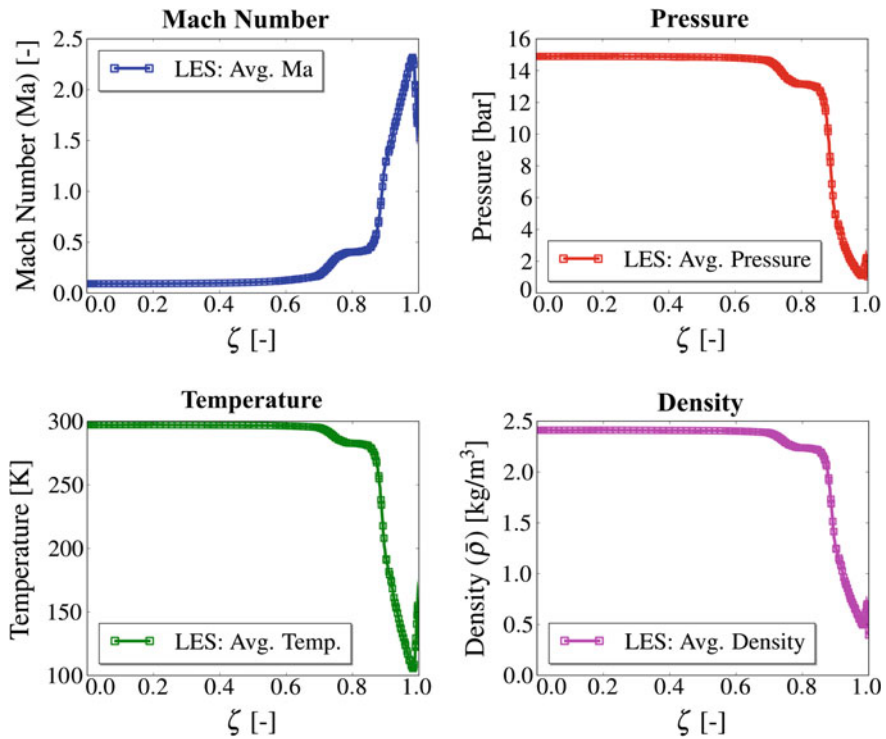 Mach Number
Mach Number (Ma) [-]
2.5
2.0
1.5
1.0
0.5
0.0
LES: Avg. Ma
0.0 0.2 0.4 0.6 0.8 1.0
ζ [-]
Pressure
Pressure [bar]
16
14
12
10
8
6
4
2
0
LES: Avg. Pressure
0.0 0.2 0.4 0.6 0.8 1.0
ζ [-]
Temperature
Temperature [K]
300
250
200
150
100
LES: Avg. Temp.
0.0 0.2 0.4 0.6 0.8 1.0
ζ [-]
Density
Density (ρ̄) [kg/m³]
2.5
2.0
1.5
1.0
0.5
0.0
LES: Avg. Density
0.0 0.2 0.4 0.6 0.8 1.0
ζ [-]